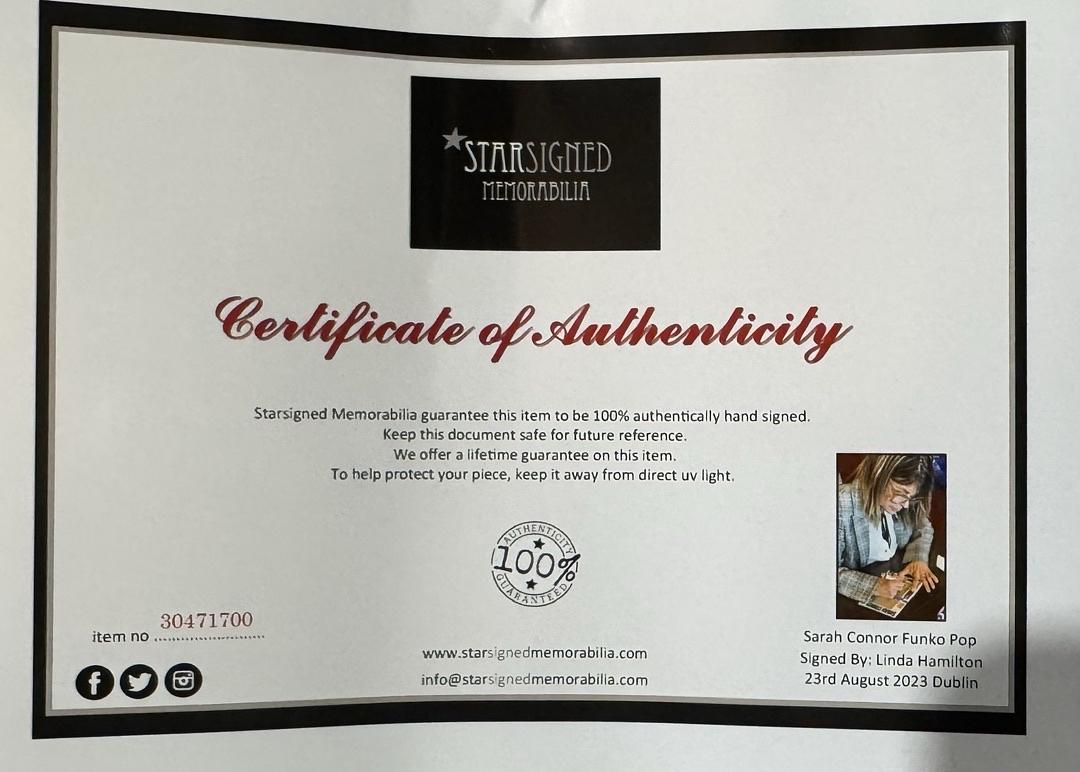 STARSIGNED
MEMORABILIA
Certificate of Authenticity
Starsigned Memorabilia guarantee this item to be 100% authentically hand signed.
Keep this document safe for future reference.
We offer a lifetime guarantee on this item.
To help protect your piece, keep it away from direct uv light.
AUTHENTICITY
100%
GUARANTEED
item no 30471700
www.starsignedmemorabilia.com
info@starsignedmemorabilia.com
Sarah Connor Funko Pop
Signed By: Linda Hamilton
23rd August 2023 Dublin